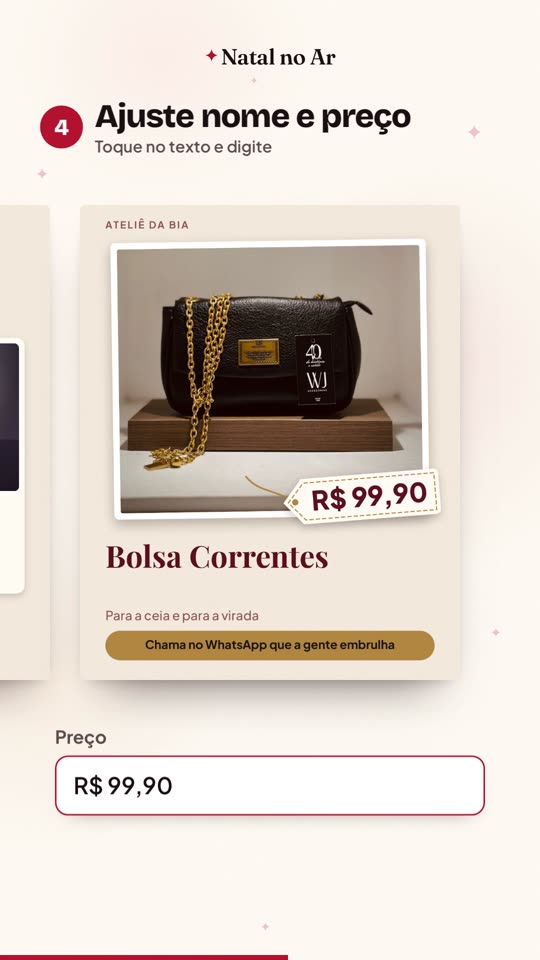 Natal no Ar
4
Ajuste nome e preço
Toque no texto e digite
ATELIÊ DA BIA
40
WJ
R$ 99,90
Bolsa Correntes
Para a ceia e para a virada
Chama no WhatsApp que a gente embrulha
Preço
R$ 99,90